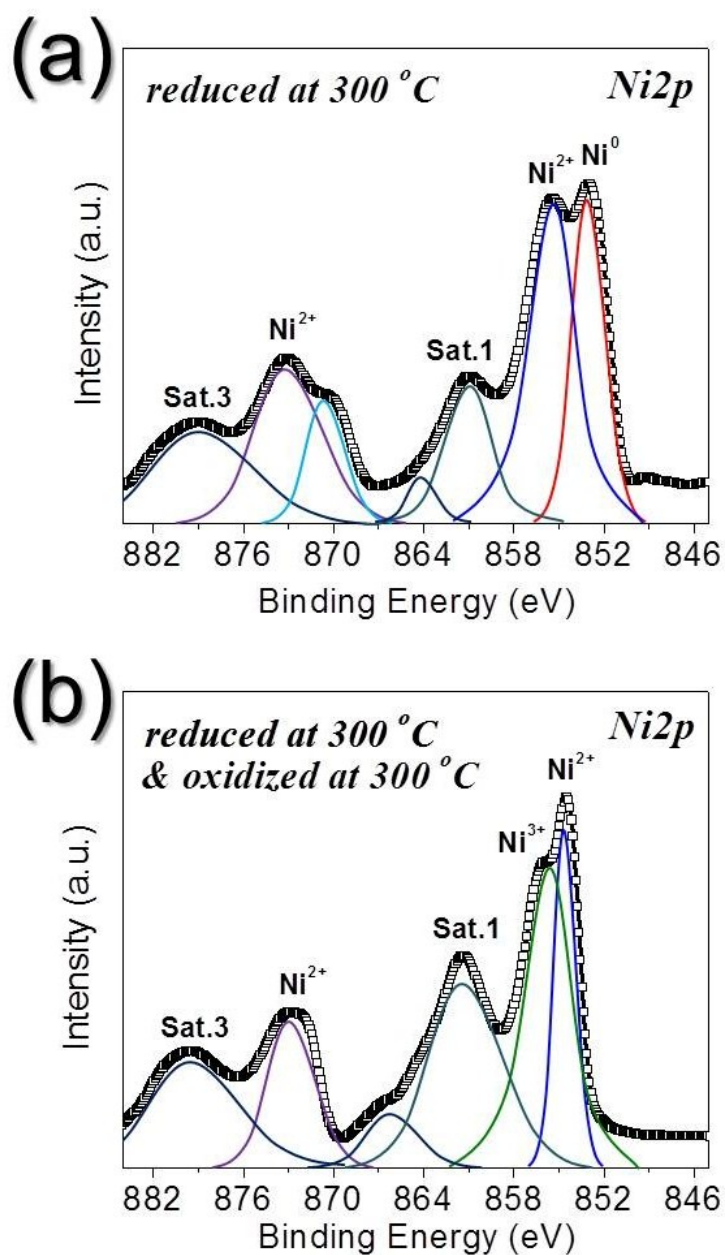 (a)
reduced at 300 °C
Ni2p
Ni²⁺
Ni⁰
Ni²⁺
Sat.1
Sat.3
Intensity (a.u.)
882 876 870 864 858 852 846
Binding Energy (eV)
(b)
reduced at 300 °C
& oxidized at 300 °C
Ni2p
Ni²⁺
Ni³⁺
Sat.1
Ni²⁺
Sat.3
Intensity (a.u.)
882 876 870 864 858 852 846
Binding Energy (eV)